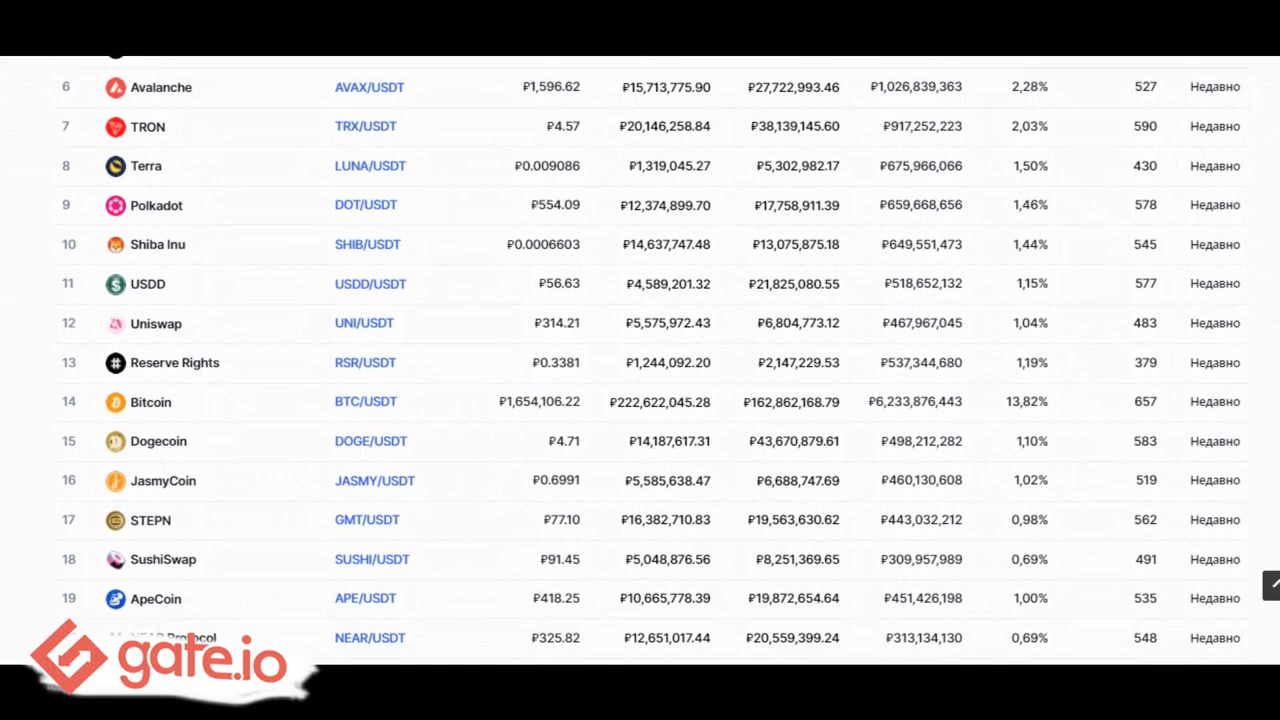 6 Avalanche AVAX/USDT ₽1,596.62 ₽15,713,775.90 ₽27,722,993.46 ₽1,026,839,363 2,28% 527 Недавно
7 TRON TRX/USDT ₽4.57 ₽20,146,258.84 ₽38,139,145.60 ₽917,252,223 2,03% 590 Недавно
8 Terra LUNA/USDT ₽0.009086 ₽1,319,045.27 ₽5,302,982.17 ₽675,966,066 1,50% 430 Недавно
9 Polkadot DOT/USDT ₽554.09 ₽12,374,899.70 ₽17,758,911.39 ₽659,668,656 1,46% 578 Недавно
10 Shiba Inu SHIB/USDT ₽0.0006603 ₽14,637,747.48 ₽13,075,875.18 ₽649,551,473 1,44% 545 Недавно
11 USDD USDD/USDT ₽56.63 ₽4,589,201.32 ₽21,825,080.55 ₽518,652,132 1,15% 577 Недавно
12 Uniswap UNI/USDT ₽314.21 ₽5,575,972.43 ₽6,804,773.12 ₽467,967,045 1,04% 483 Недавно
13 Reserve Rights RSR/USDT ₽0.3381 ₽1,244,092.20 ₽2,147,229.53 ₽537,344,680 1,19% 379 Недавно
14 Bitcoin BTC/USDT ₽1,654,106.22 ₽222,622,045.28 ₽162,862,168.79 ₽6,233,876,443 13,82% 657 Недавно
15 Dogecoin DOGE/USDT ₽4.71 ₽14,187,617.31 ₽43,670,879.61 ₽498,212,282 1,10% 583 Недавно
16 JasmyCoin JASMY/USDT ₽0.6991 ₽5,585,638.47 ₽6,688,747.69 ₽460,130,608 1,02% 519 Недавно
17 STEPN GMT/USDT ₽77.10 ₽16,382,710.83 ₽19,563,630.62 ₽443,032,212 0,98% 562 Недавно
18 SushiSwap SUSHI/USDT ₽91.45 ₽5,048,876.56 ₽8,251,369.65 ₽309,957,989 0,69% 491 Недавно
19 ApeCoin APE/USDT ₽418.25 ₽10,665,778.39 ₽19,872,654.64 ₽451,426,198 1,00% 535 Недавно
NEAR Protocol NEAR/USDT ₽325.82 ₽12,651,017.44 ₽20,559,399.24 ₽313,134,130 0,69% 548 Недавно
gate.io